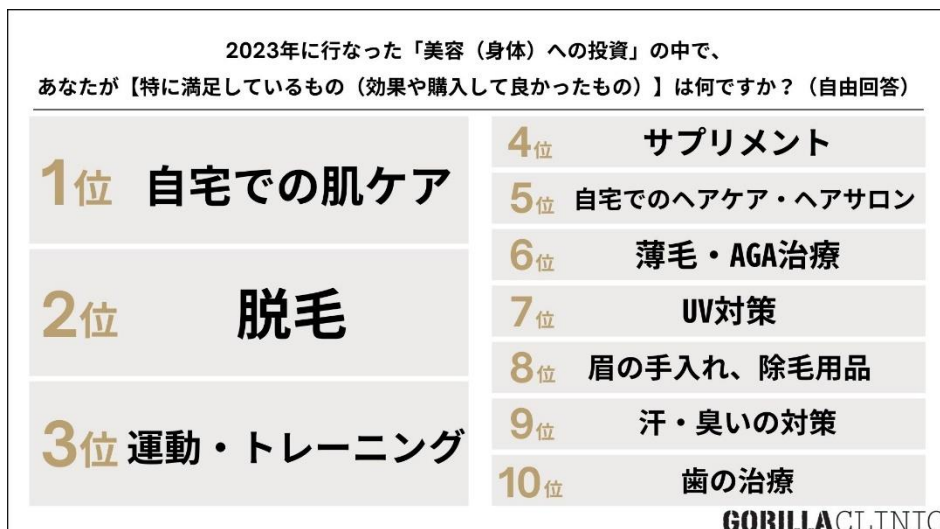 2023年に行なった「美容（身体）への投資」の中で、
あなたが【特に満足しているもの（効果や購入して良かったもの）】は何ですか？（自由回答）
1位 自宅での肌ケア
2位 脱毛
3位 運動・トレーニング
4位 サプリメント
5位 自宅でのヘアケア・ヘアサロン
6位 薄毛・AGA治療
7位 UV対策
8位 眉の手入れ、除毛用品
9位 汗・臭いの対策
10位 歯の治療
GORILLA CLINIC